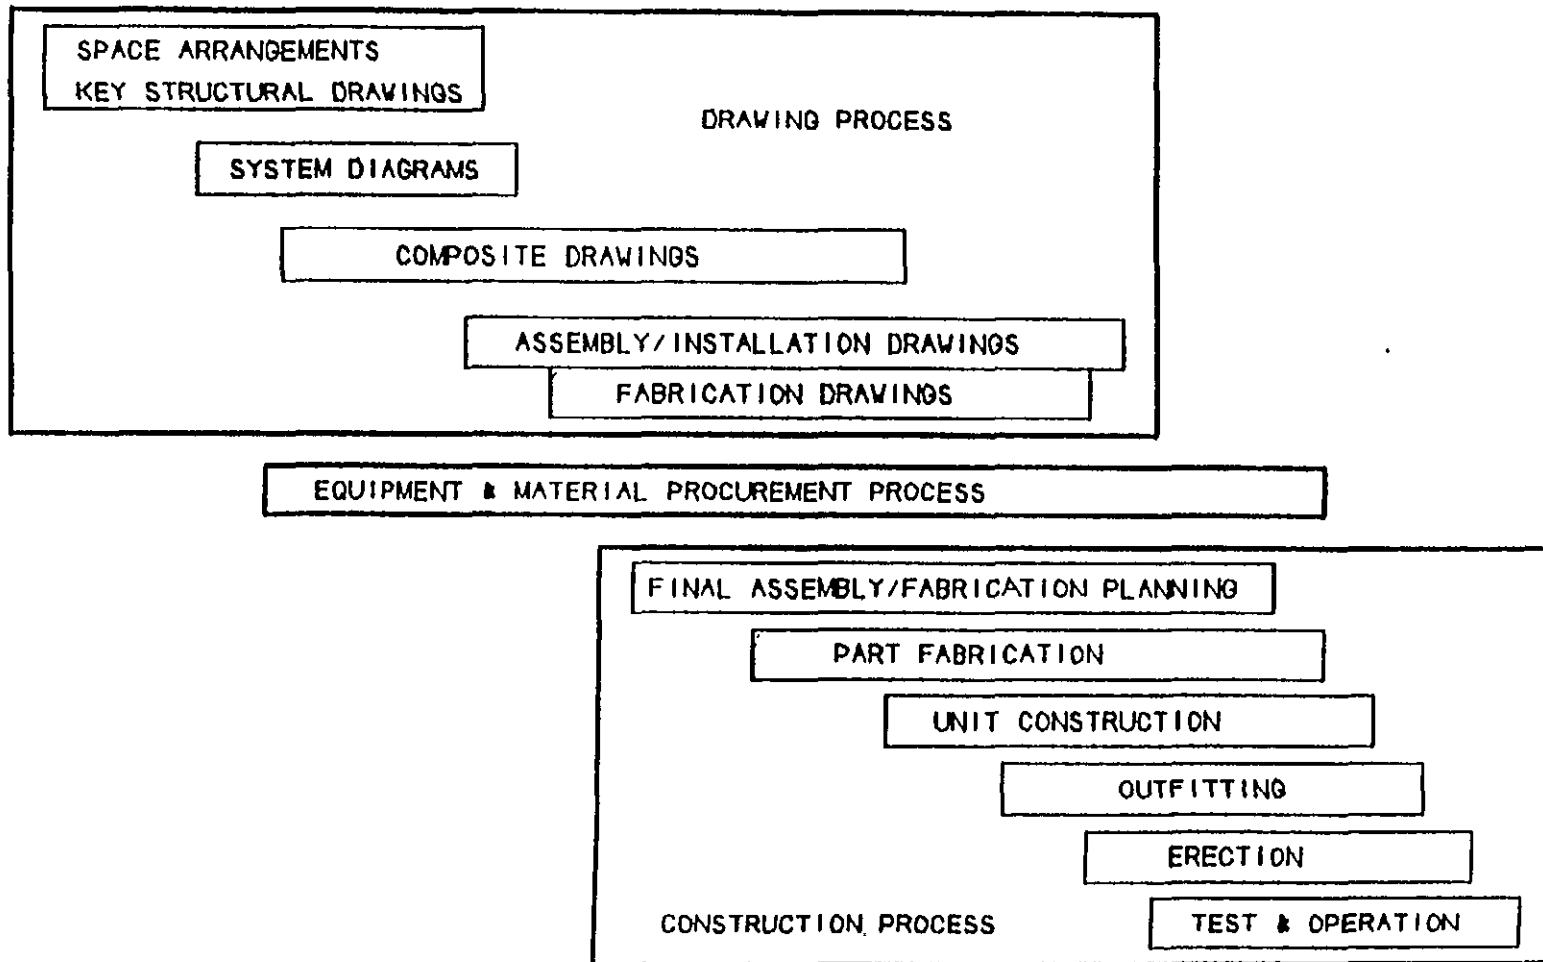 SPACE ARRANGEMENTS
KEY STRUCTURAL DRAWINGS
DRAWING PROCESS
SYSTEM DIAGRAMS
COMPOSITE DRAWINGS
ASSEMBLY/INSTALLATION DRAWINGS
FABRICATION DRAWINGS
EQUIPMENT & MATERIAL PROCUREMENT PROCESS
FINAL ASSEMBLY/FABRICATION PLANNING
PART FABRICATION
UNIT CONSTRUCTION
OUTFITTING
ERECTION
CONSTRUCTION PROCESS
TEST & OPERATION